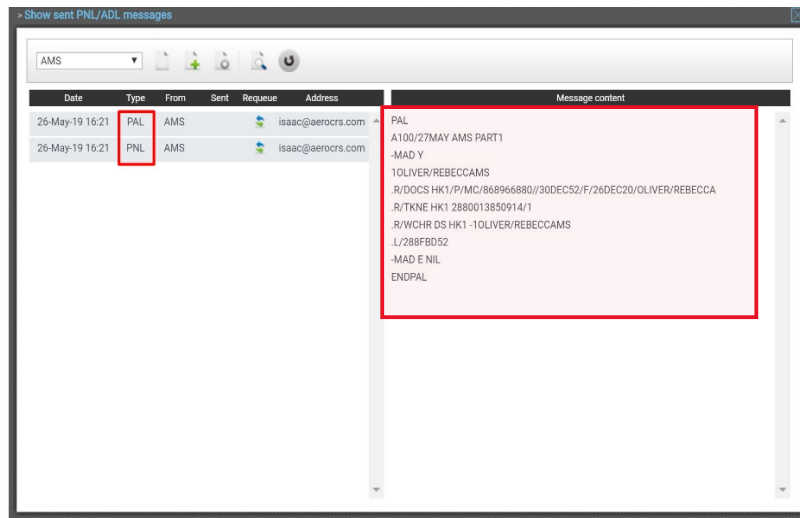 > Show sent PNL/ADL messages
AMS
Date Type From Sent Requeue Address Message content
26-May-19 16:21 PAL AMS isaac@aerocrs.com
26-May-19 16:21 PNL AMS isaac@aerocrs.com
PAL
A100/27MAY AMS PART1
-MAD Y
1OLIVER/REBECCAMS
.R/DOCS HK1/P/MC/868966880//30DEC52/F/26DEC20/OLIVER/REBECCA
.R/TKNE HK1 2880013850914/1
.R/WCHR DS HK1 -1OLIVER/REBECCAMS
.L/288FBD52
-MAD E NIL
ENDPAL